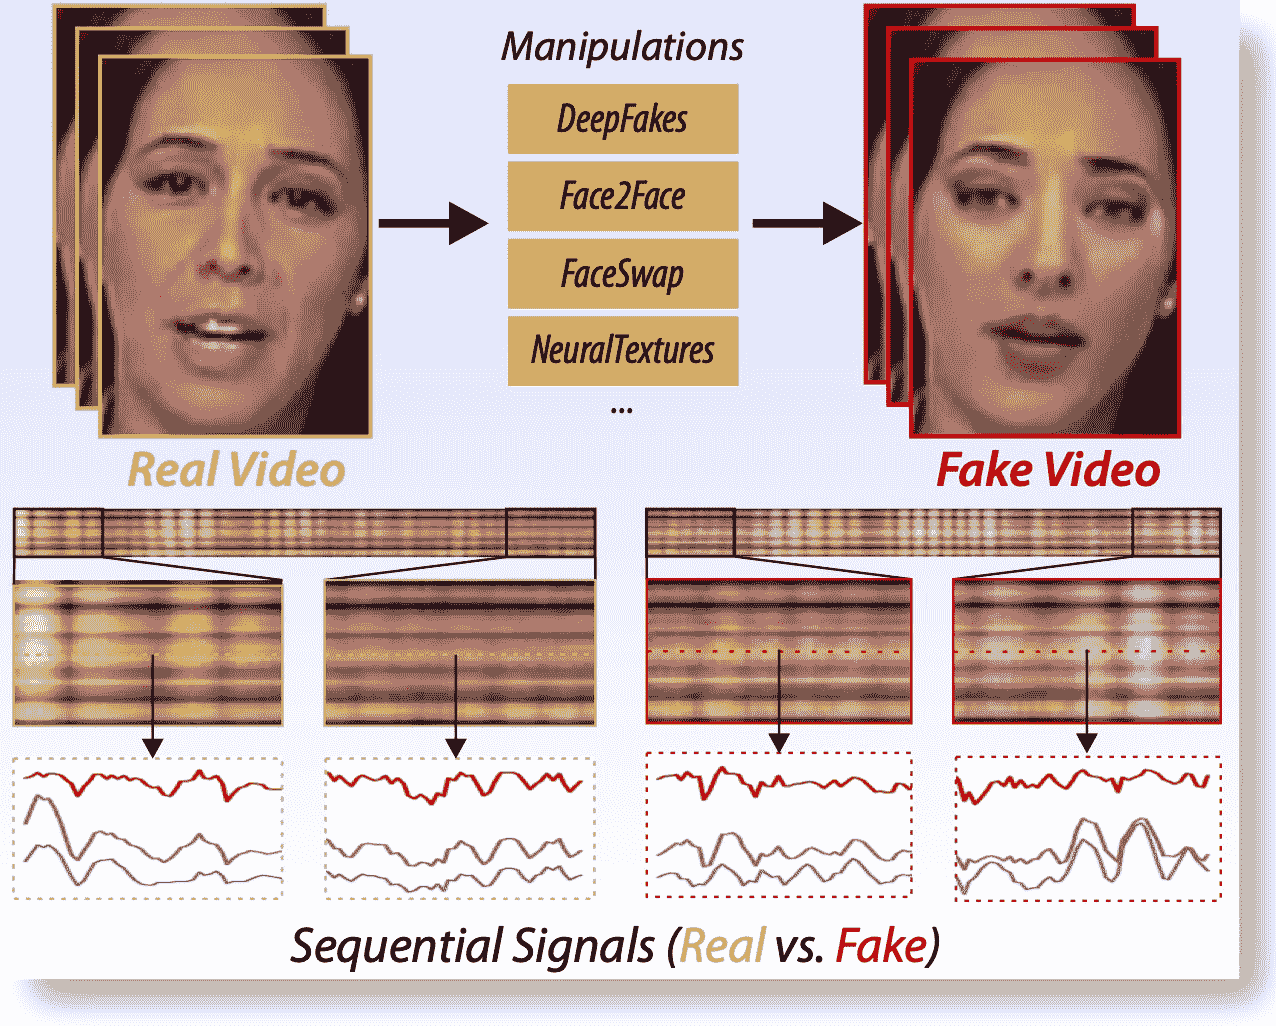 Manipulations
DeepFakes
Face2Face
FaceSwap
NeuralTextures
...
Real Video
Fake Video
Sequential Signals (Real vs. Fake)